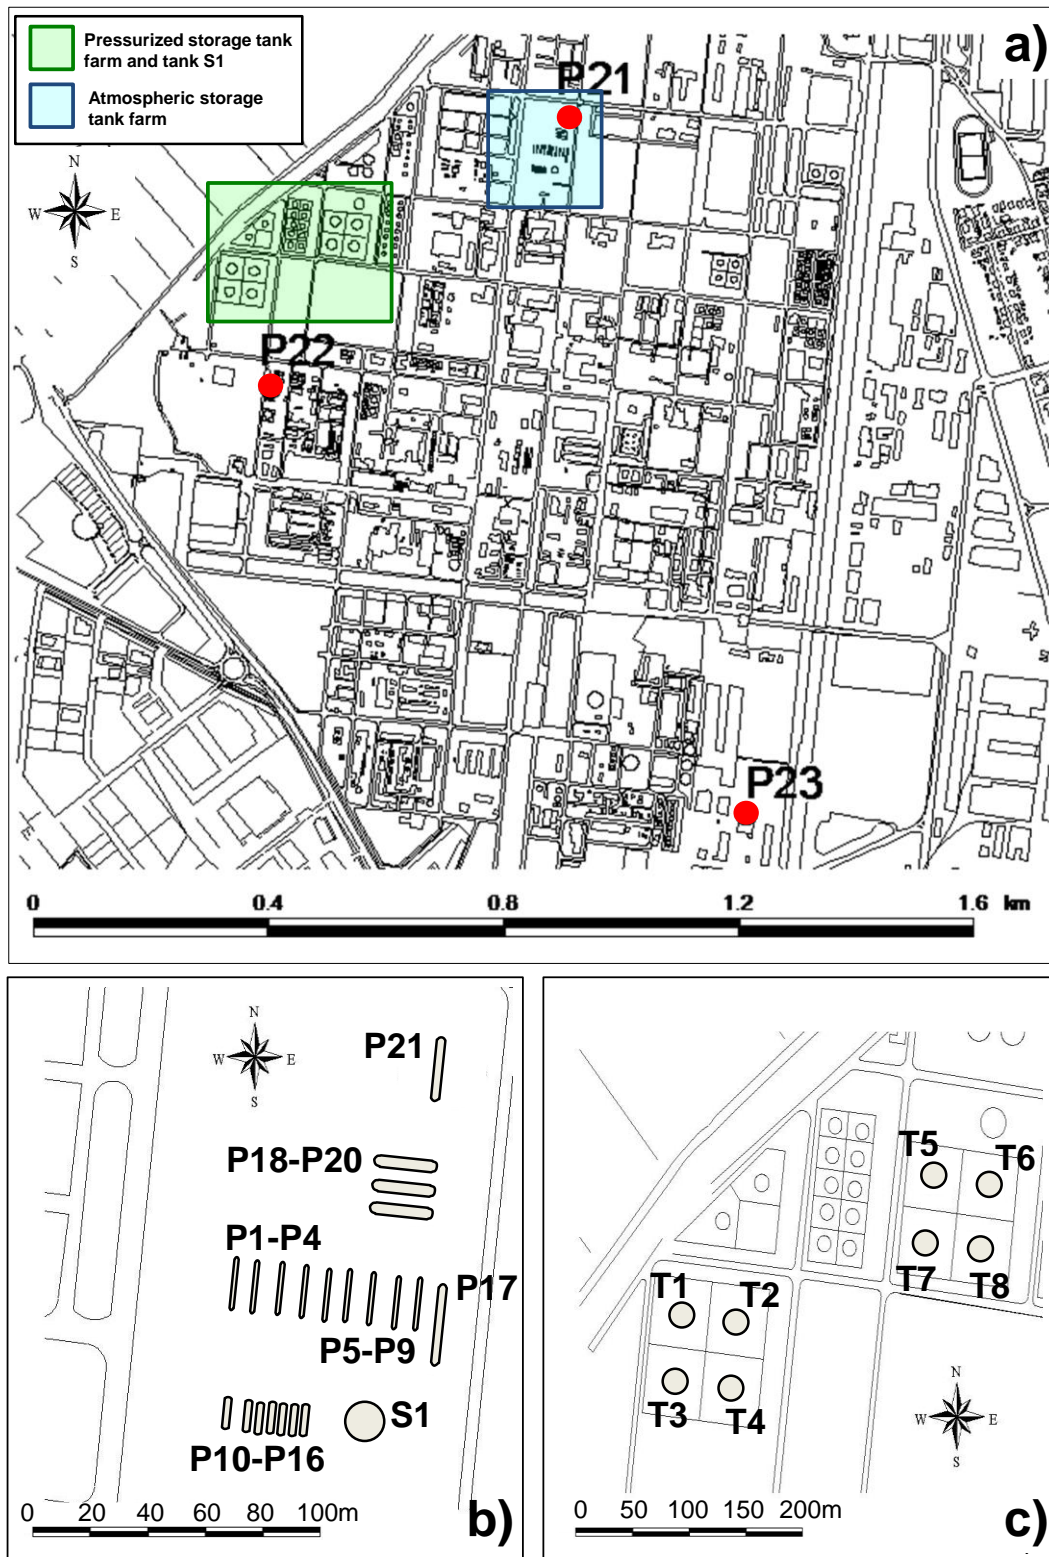 Pressurized storage tank
farm and tank S1
Atmospheric storage
tank farm
a)
N
W E
S
P21
P22
P23
0 0.4 0.8 1.2 1.6 km
N
W E
S
P21
P18-P20
P1-P4
P17
P5-P9
S1
P10-P16
0 20 40 60 80 100m
b)
T5 T6
T7 T8
T1 T2
T3 T4
N
W E
S
0 50 100 150 200m
c)